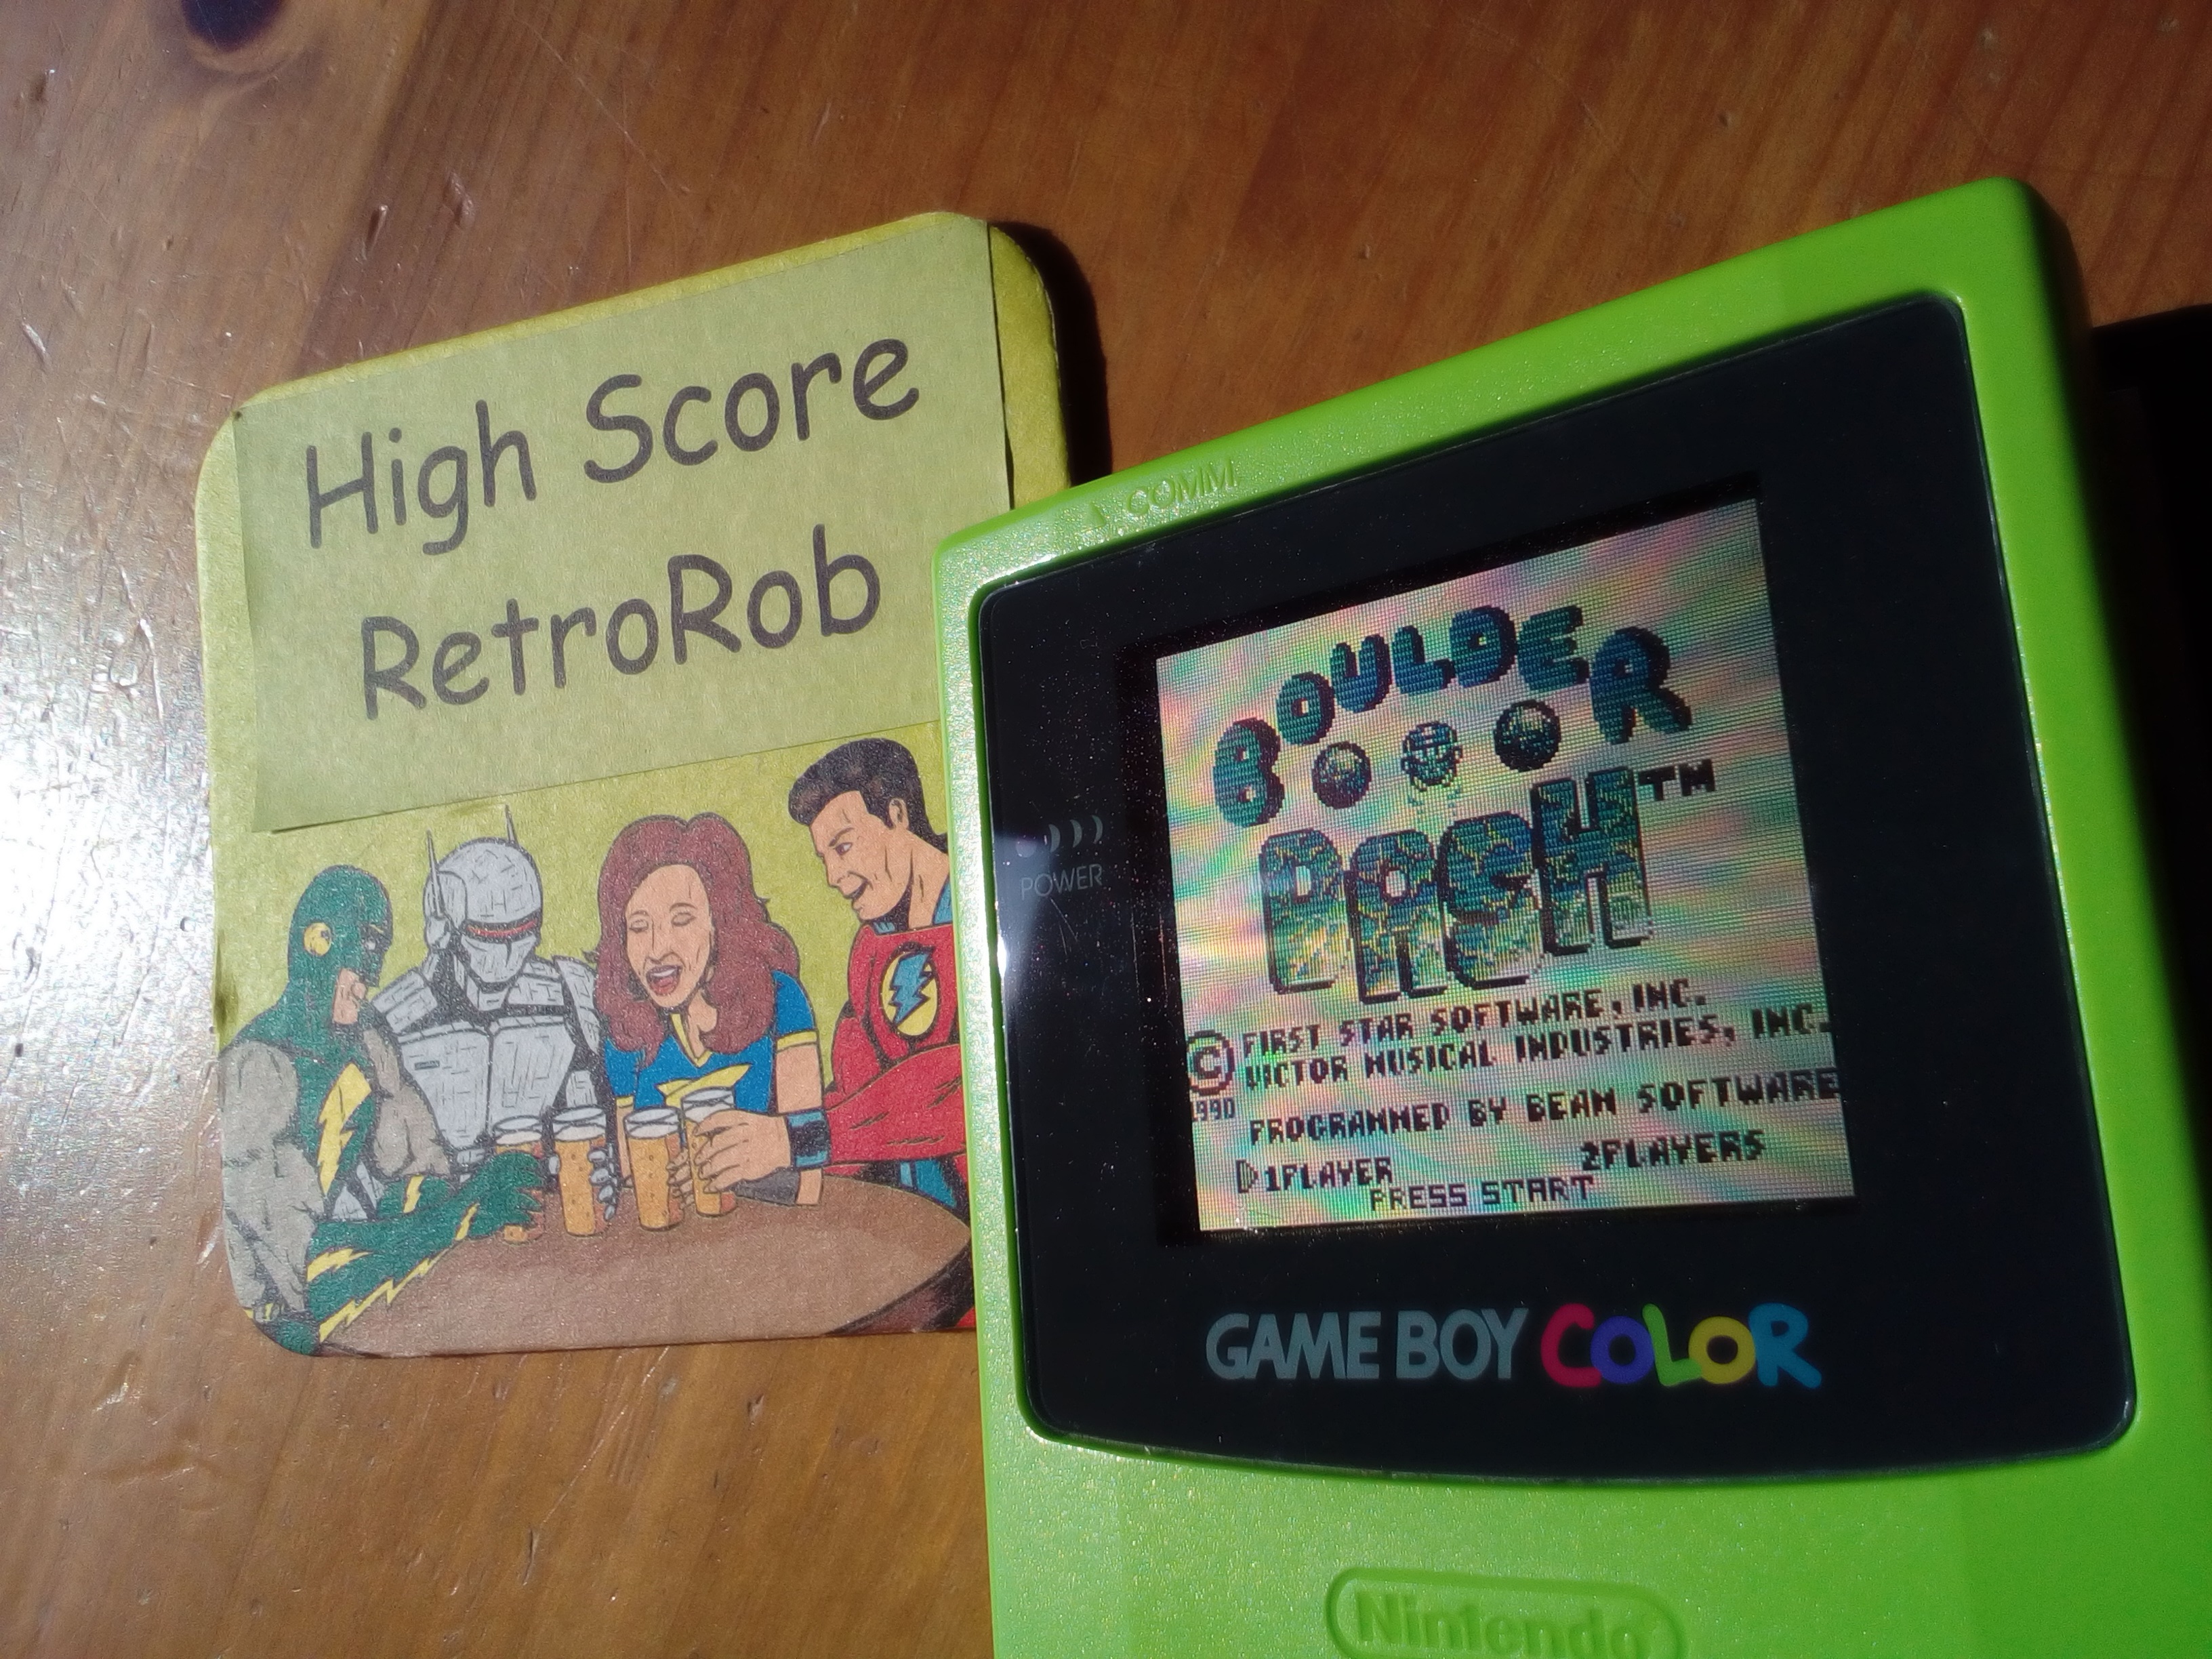 High Score
RetroRob
COMM
POWER
BOULDER
DASH™
© FIRST STAR SOFTWARE, INC.
VICTOR MUSICAL INDUSTRIES, INC.
1990
PROGRAMMED BY BEAM SOFTWARE
1PLAYER 2PLAYERS
PRESS START
GAME BOY COLOR
Nintendo